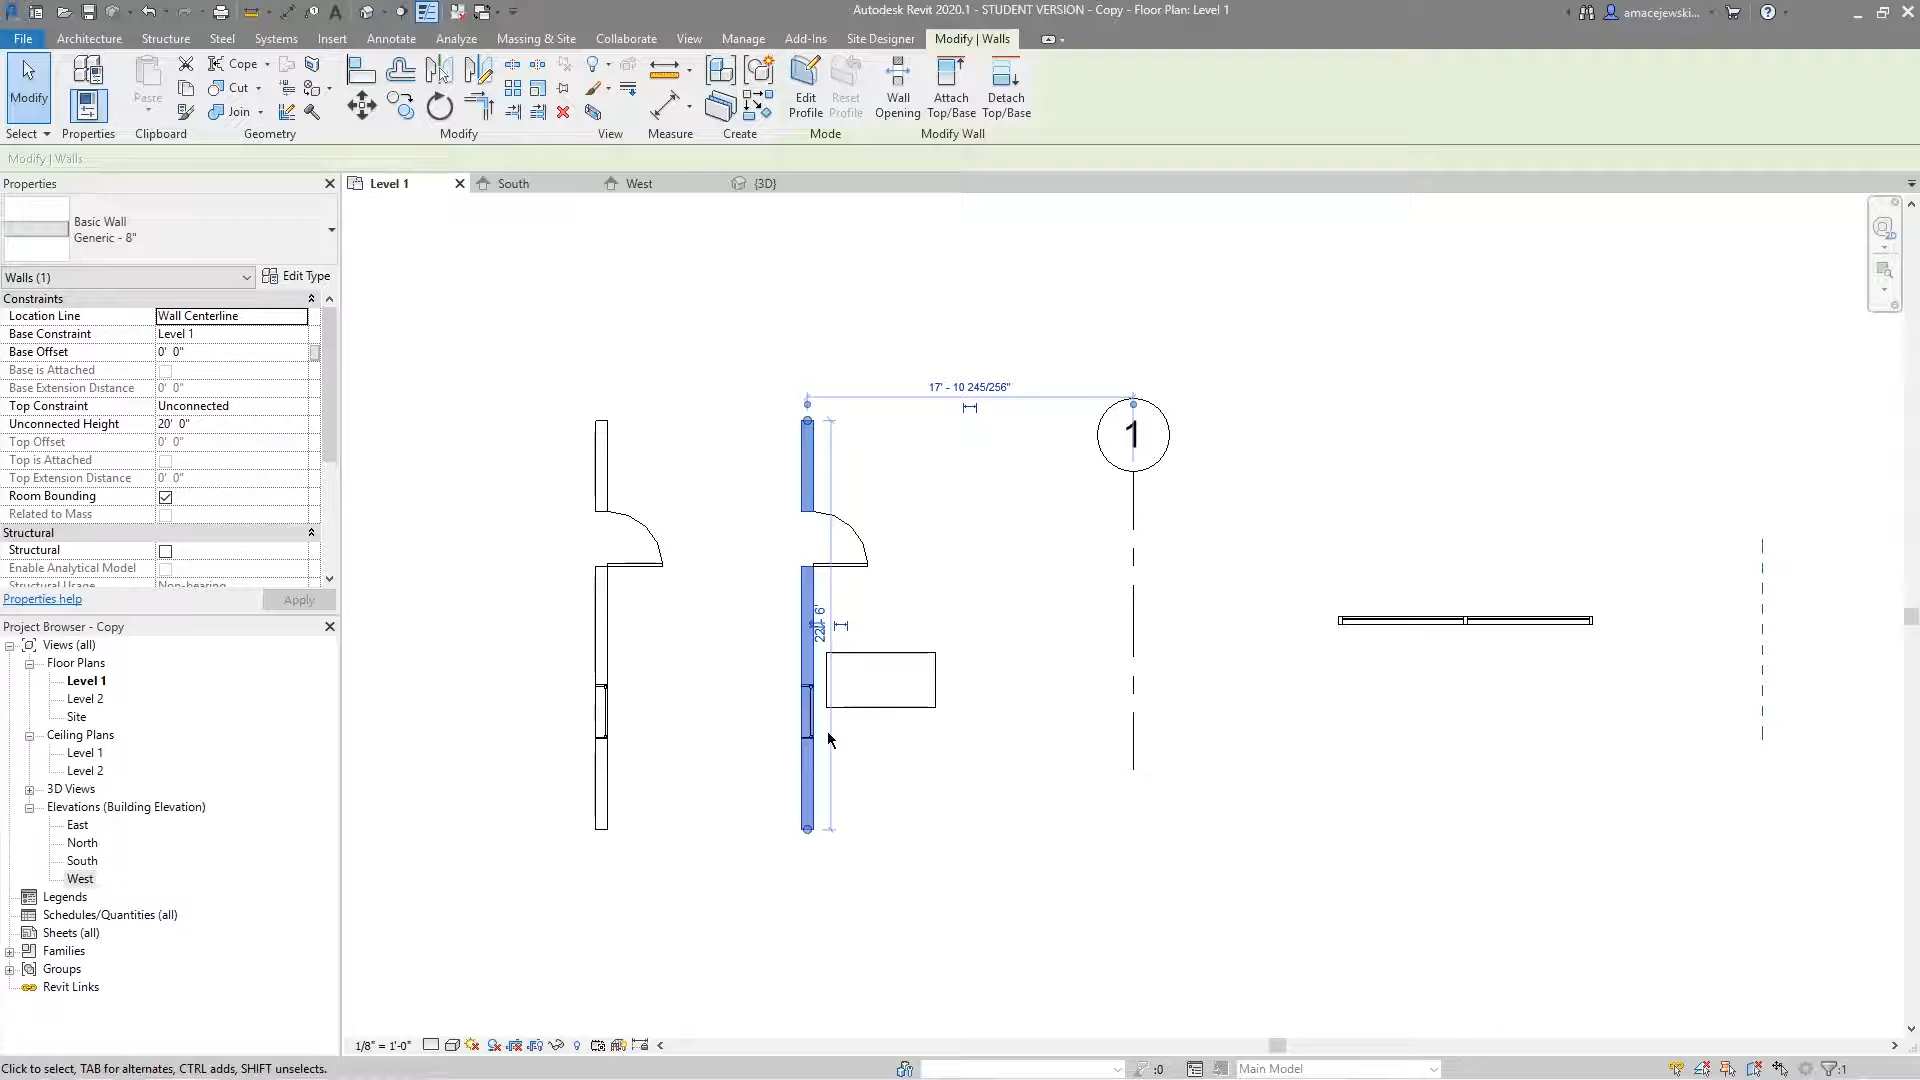 Autodesk Revit 2020.1 - STUDENT VERSION - Copy - Floor Plan: Level 1
amacejewski...
File Architecture Structure Steel Systems Insert Annotate Analyze Massing & Site Collaborate View Manage Add-Ins Site Designer Modify | Walls
Modify
Paste
Cope
Cut
Join
Edit Profile
Reset Profile
Wall Opening
Attach Top/Base
Detach Top/Base
Select Properties Clipboard Geometry Modify View Measure Create Mode Modify Wall
Modify | Walls
Properties
Level 1 South West {3D}
Basic Wall
Generic - 8"
Walls (1) Edit Type
Constraints
Location Line Wall Centerline
Base Constraint Level 1
Base Offset 0' 0"
Base is Attached
Base Extension Distance 0' 0"
Top Constraint Unconnected
Unconnected Height 20' 0"
Top Offset 0' 0"
Top is Attached
Top Extension Distance 0' 0"
Room Bounding
Related to Mass
Structural
Structural
Enable Analytical Model
Structural Usage Non-bearing
Properties help Apply
Project Browser - Copy
Views (all)
Floor Plans
Level 1
Level 2
Site
Ceiling Plans
Level 1
Level 2
3D Views
Elevations (Building Elevation)
East
North
South
West
Legends
Schedules/Quantities (all)
Sheets (all)
Families
Groups
Revit Links
17' - 10 245/256"
1
1/8" = 1'-0"
Click to select, TAB for alternates, CTRL adds, SHIFT unselects.
:0
Main Model
:1